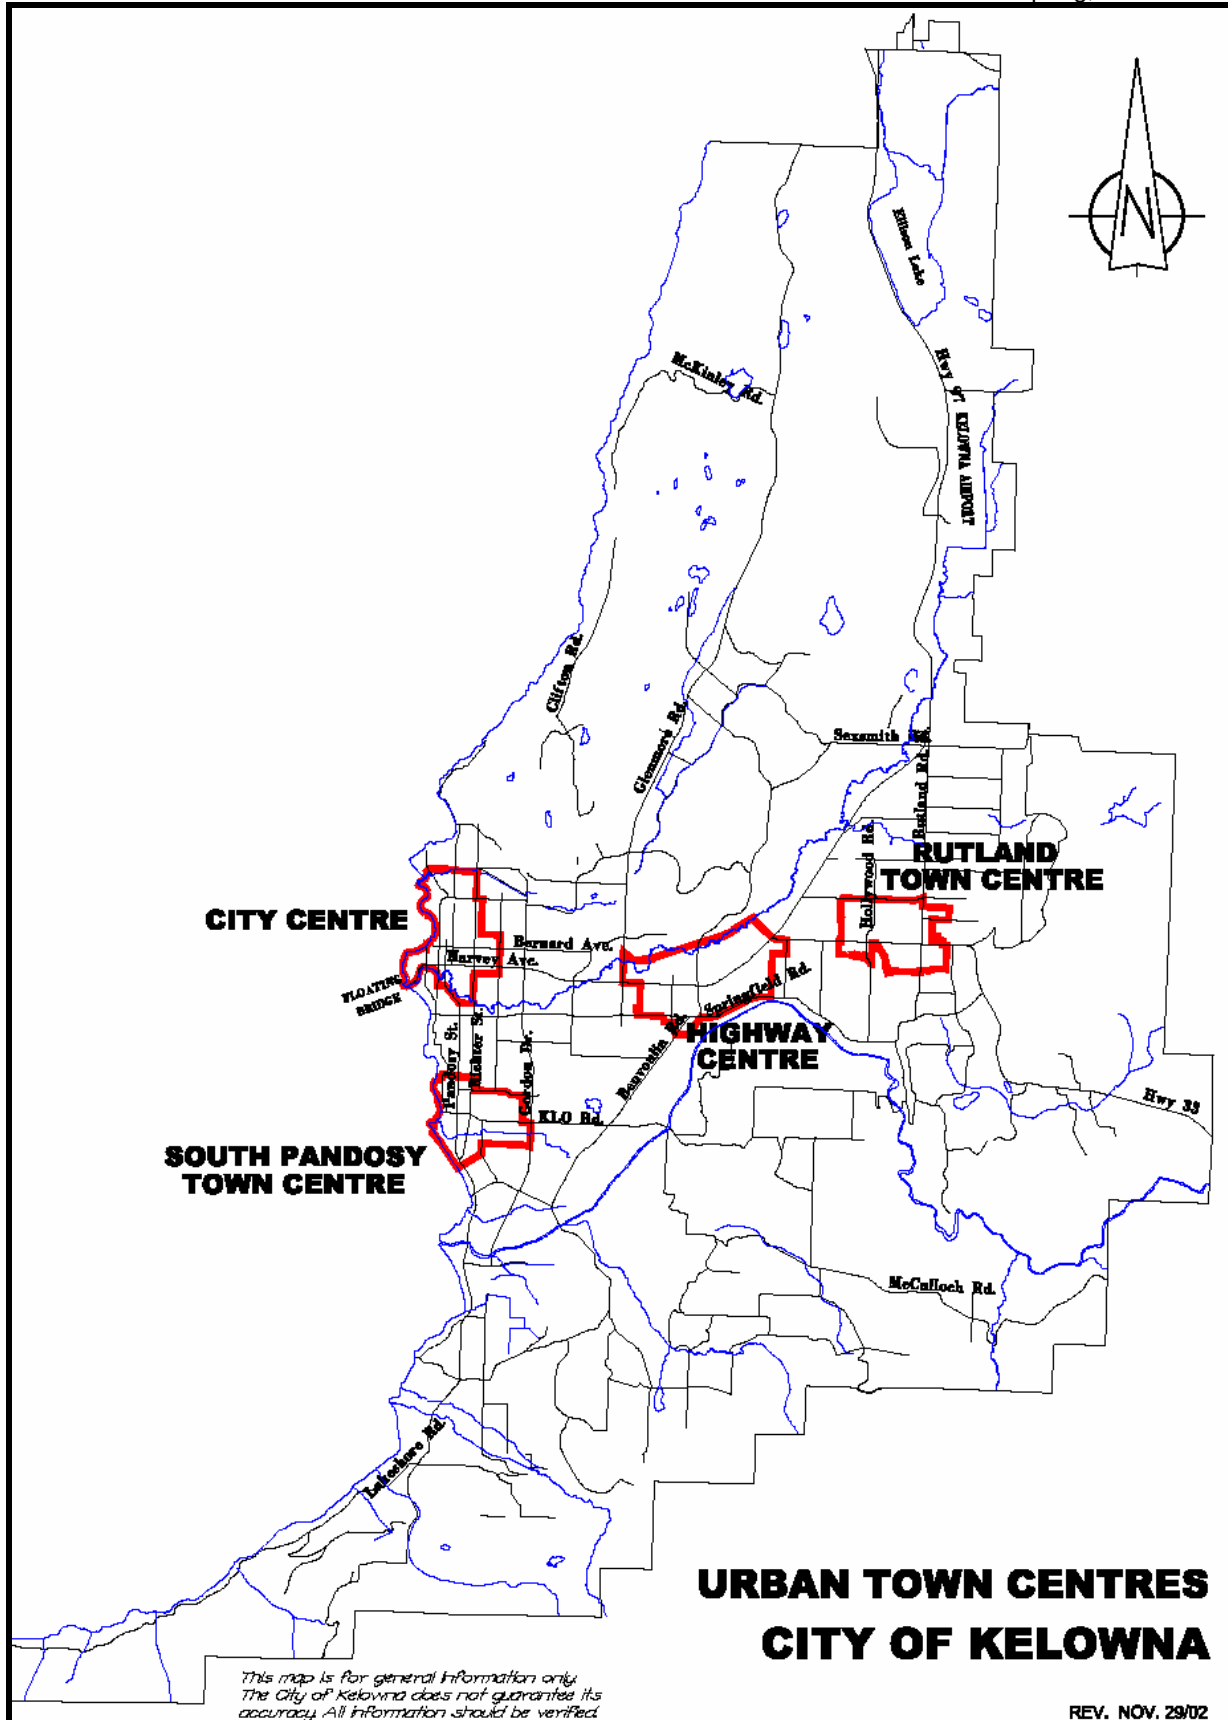 N
Ellison Lake
McKinley Rd.
Hwy 97
KELOWNA AIRPORT
Clifton Rd.
Glenmore Rd.
Sexsmith Rd.
Rutland Rd.
Hollywood Rd.
RUTLAND
TOWN CENTRE
CITY CENTRE
Bernard Ave.
Harvey Ave.
FLOATING
BRIDGE
Springfield Rd.
HIGHWAY
CENTRE
Pandosy St.
Richter St.
Gordon Dr.
Benvoulin Rd.
KLO Rd.
Hwy 33
SOUTH PANDOSY
TOWN CENTRE
McCulloch Rd.
Lakeshore Rd.
URBAN TOWN CENTRES
CITY OF KELOWNA
This map is for general information only.
The City of Kelowna does not guarantee its
accuracy. All information should be verified.
REV. NOV. 29/02